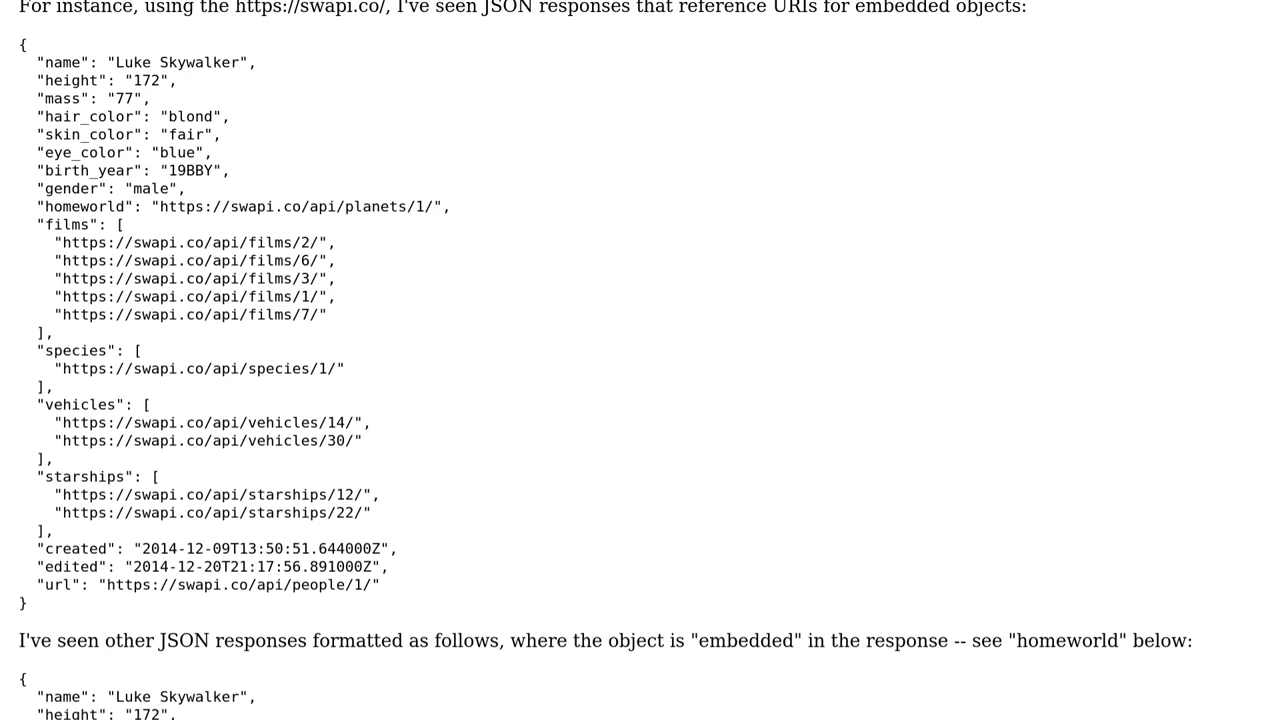 For instance, using the https://swapi.co/, I've seen JSON responses that reference URIs for embedded objects:
{
  "name": "Luke Skywalker",
  "height": "172",
  "mass": "77",
  "hair_color": "blond",
  "skin_color": "fair",
  "eye_color": "blue",
  "birth_year": "19BBY",
  "gender": "male",
  "homeworld": "https://swapi.co/api/planets/1/",
  "films": [
    "https://swapi.co/api/films/2/",
    "https://swapi.co/api/films/6/",
    "https://swapi.co/api/films/3/",
    "https://swapi.co/api/films/1/",
    "https://swapi.co/api/films/7/"
  ],
  "species": [
    "https://swapi.co/api/species/1/"
  ],
  "vehicles": [
    "https://swapi.co/api/vehicles/14/",
    "https://swapi.co/api/vehicles/30/"
  ],
  "starships": [
    "https://swapi.co/api/starships/12/",
    "https://swapi.co/api/starships/22/"
  ],
  "created": "2014-12-09T13:50:51.644000Z",
  "edited": "2014-12-20T21:17:56.891000Z",
  "url": "https://swapi.co/api/people/1/"
}
I've seen other JSON responses formatted as follows, where the object is "embedded" in the response -- see "homeworld" below:
{
  "name": "Luke Skywalker",
  "height": "172",